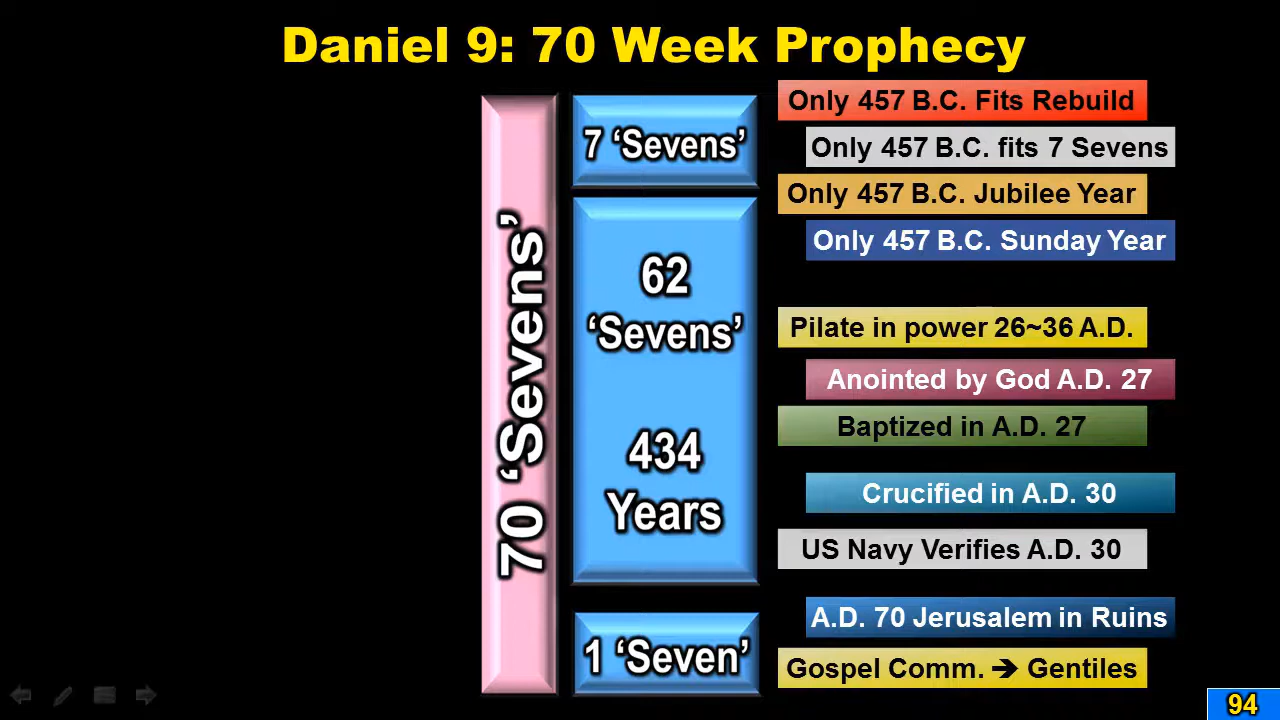 Daniel 9: 70 Week Prophecy
70 ‘Sevens’
7 ‘Sevens’
62
‘Sevens’
434
Years
1 ‘Seven’
Only 457 B.C. Fits Rebuild
Only 457 B.C. fits 7 Sevens
Only 457 B.C. Jubilee Year
Only 457 B.C. Sunday Year
Pilate in power 26~36 A.D.
Anointed by God A.D. 27
Baptized in A.D. 27
Crucified in A.D. 30
US Navy Verifies A.D. 30
A.D. 70 Jerusalem in Ruins
Gospel Comm. ➔ Gentiles
94